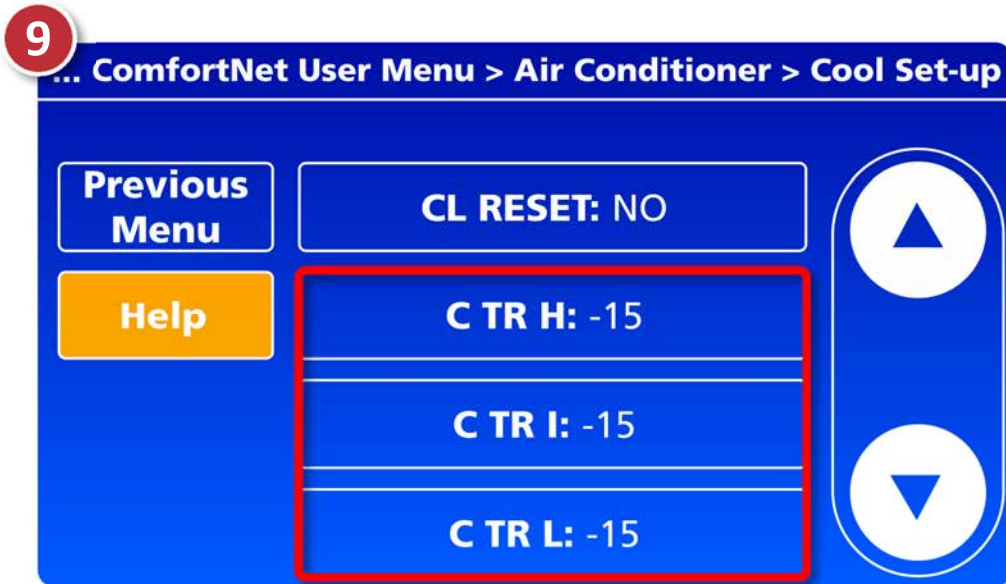 9
... ComfortNet User Menu > Air Conditioner > Cool Set-up
Previous
Menu
CL RESET: NO
Help
C TR H: -15
C TR I: -15
C TR L: -15